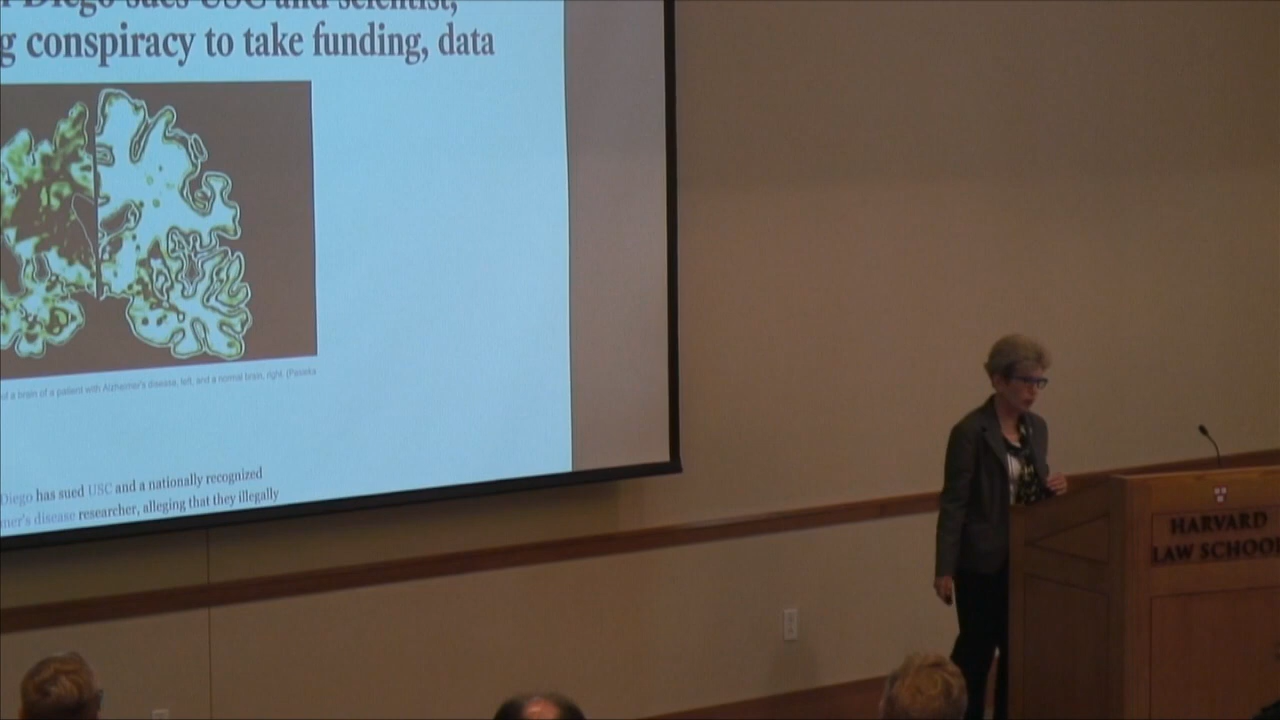 Diego sues USC and scientist,
g conspiracy to take funding, data
d a brain of a patient with Alzheimer's disease, left, and a normal brain, right. (Pasieka
Diego has sued USC and a nationally recognized
mer's disease researcher, alleging that they illegally
HARVARD
LAW SCHOOL